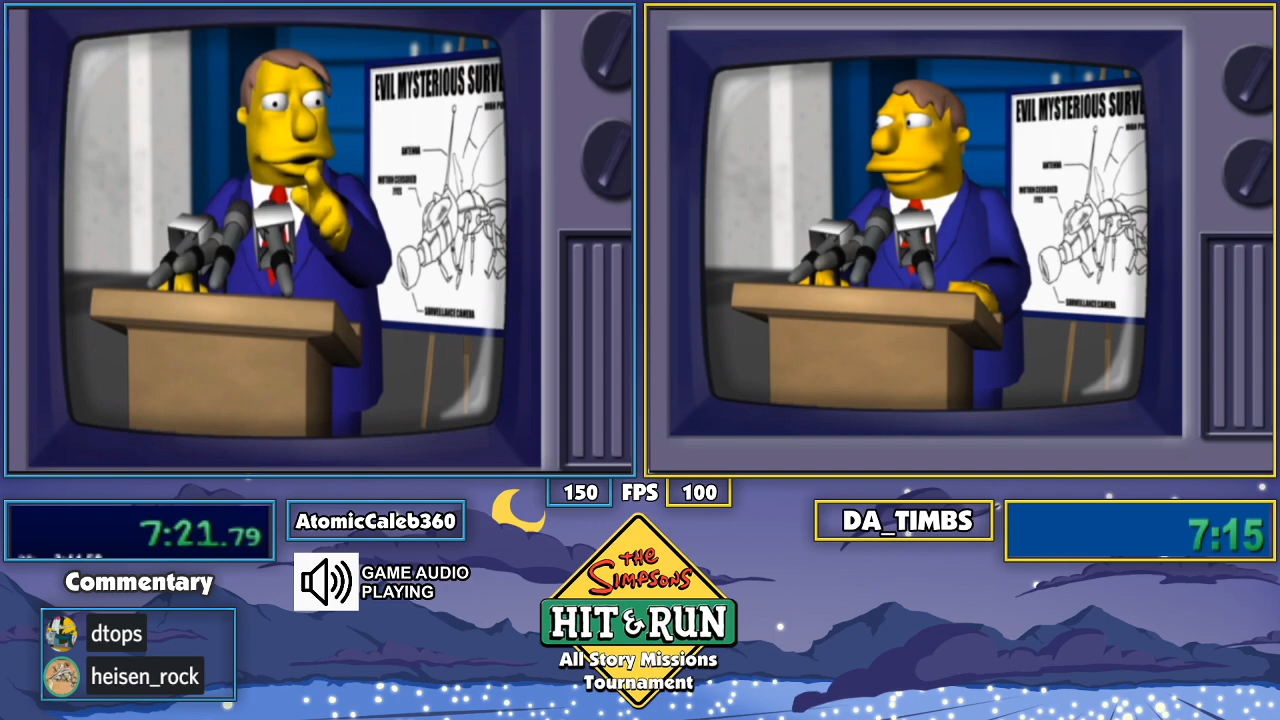 EVIL MYSTERIOUS SURVE
ANTENNA
MOTION CENSORED
EYES
SURVEILLANCE CAMERA
EVIL MYSTERIOUS SURVE
ANTENNA
MOTION CENSORED
EYES
SURVEILLANCE CAMERA
150 FPS 100
7:21.79
AtomicCaleb360
DA_TIMBS
7:15
Commentary
dtops
heisen_rock
GAME AUDIO
PLAYING
THE
SIMPSONS
HIT & RUN
All Story Missions
Tournament